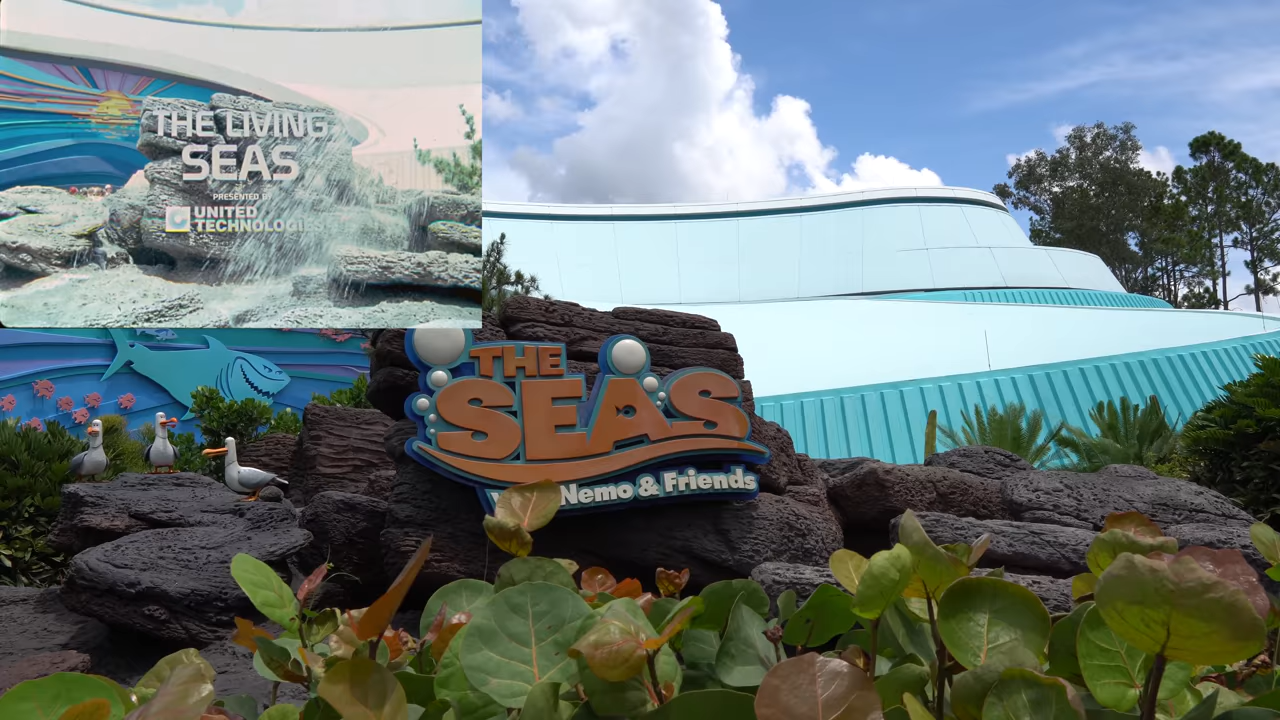 THE LIVING
SEAS
PRESENTED BY
UNITED
TECHNOLOGIES
THE
SEAS
Nemo & Friends